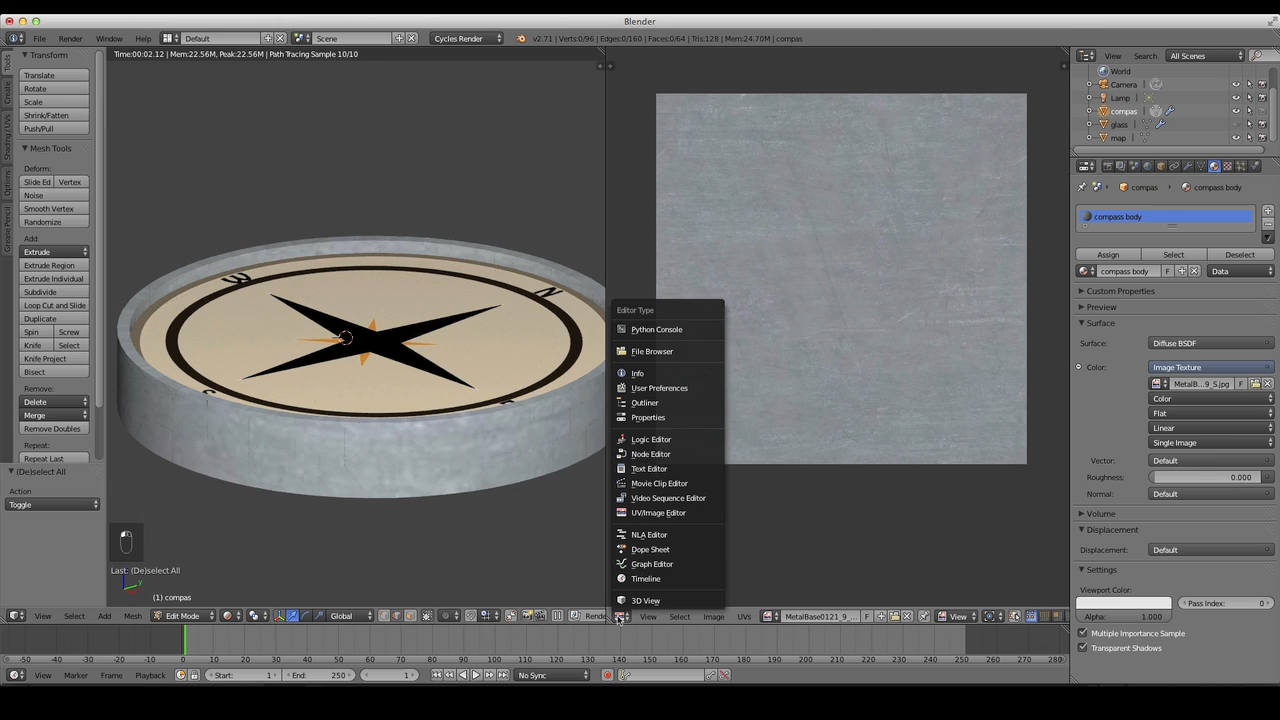 Blender
File Render Window Help Default Scene Cycles Render v2.71 | Verts:0/96 | Edges:0/160 | Faces:0/64 | Tris:128 | Mem:24.70M | compas
Time:00:02.12 | Mem:22.56M, Peak:22.56M | Path Tracing Sample 10/10
View Search All Scenes
World
Camera
Lamp
compas
glass
map
Tools
Create
Shading / UVs
Options
Grease Pencil
Transform
Translate
Rotate
Scale
Shrink/Fatten
Push/Pull
Mesh Tools
Deform:
Slide Ed Vertex
Noise
Smooth Vertex
Randomize
Add:
Extrude
Extrude Region
Extrude Individual
Subdivide
Loop Cut and Slide
Duplicate
Spin Screw
Knife Select
Knife Project
Bisect
Remove:
Delete
Merge
Remove Doubles
Repeat:
Repeat Last
(De)select All
Action
Toggle
W
N
Last: (De)select All
y
(1) compas
Editor Type
Python Console
File Browser
Info
User Preferences
Outliner
Properties
Logic Editor
Node Editor
Text Editor
Movie Clip Editor
Video Sequence Editor
UV/Image Editor
NLA Editor
Dope Sheet
Graph Editor
Timeline
3D View
compas compass body
compass body
Assign Select Deselect
compass body F Data
Custom Properties
Preview
Surface
Surface: Diffuse BSDF
Color: Image Texture
MetalB...9_S.jpg F
Color
Flat
Linear
Single Image
Vector: Default
Roughness: 0.000
Normal: Default
Volume
Displacement
Displacement: Default
Settings
Viewport Color:
Pass Index: 0
Alpha: 1.000
Multiple Importance Sample
Transparent Shadows
View Select Add Mesh Edit Mode Global Rende
View Select Image UVs MetalBase0121_9_... F View
-50 -40 -30 -20 -10 0 10 20 30 40 50 60 70 80 90 100 110 120 130 140 150 160 170 180 190 200 210 220 230 240 250 260 270 280
View Marker Frame Playback Start: 1 End: 250 1 No Sync